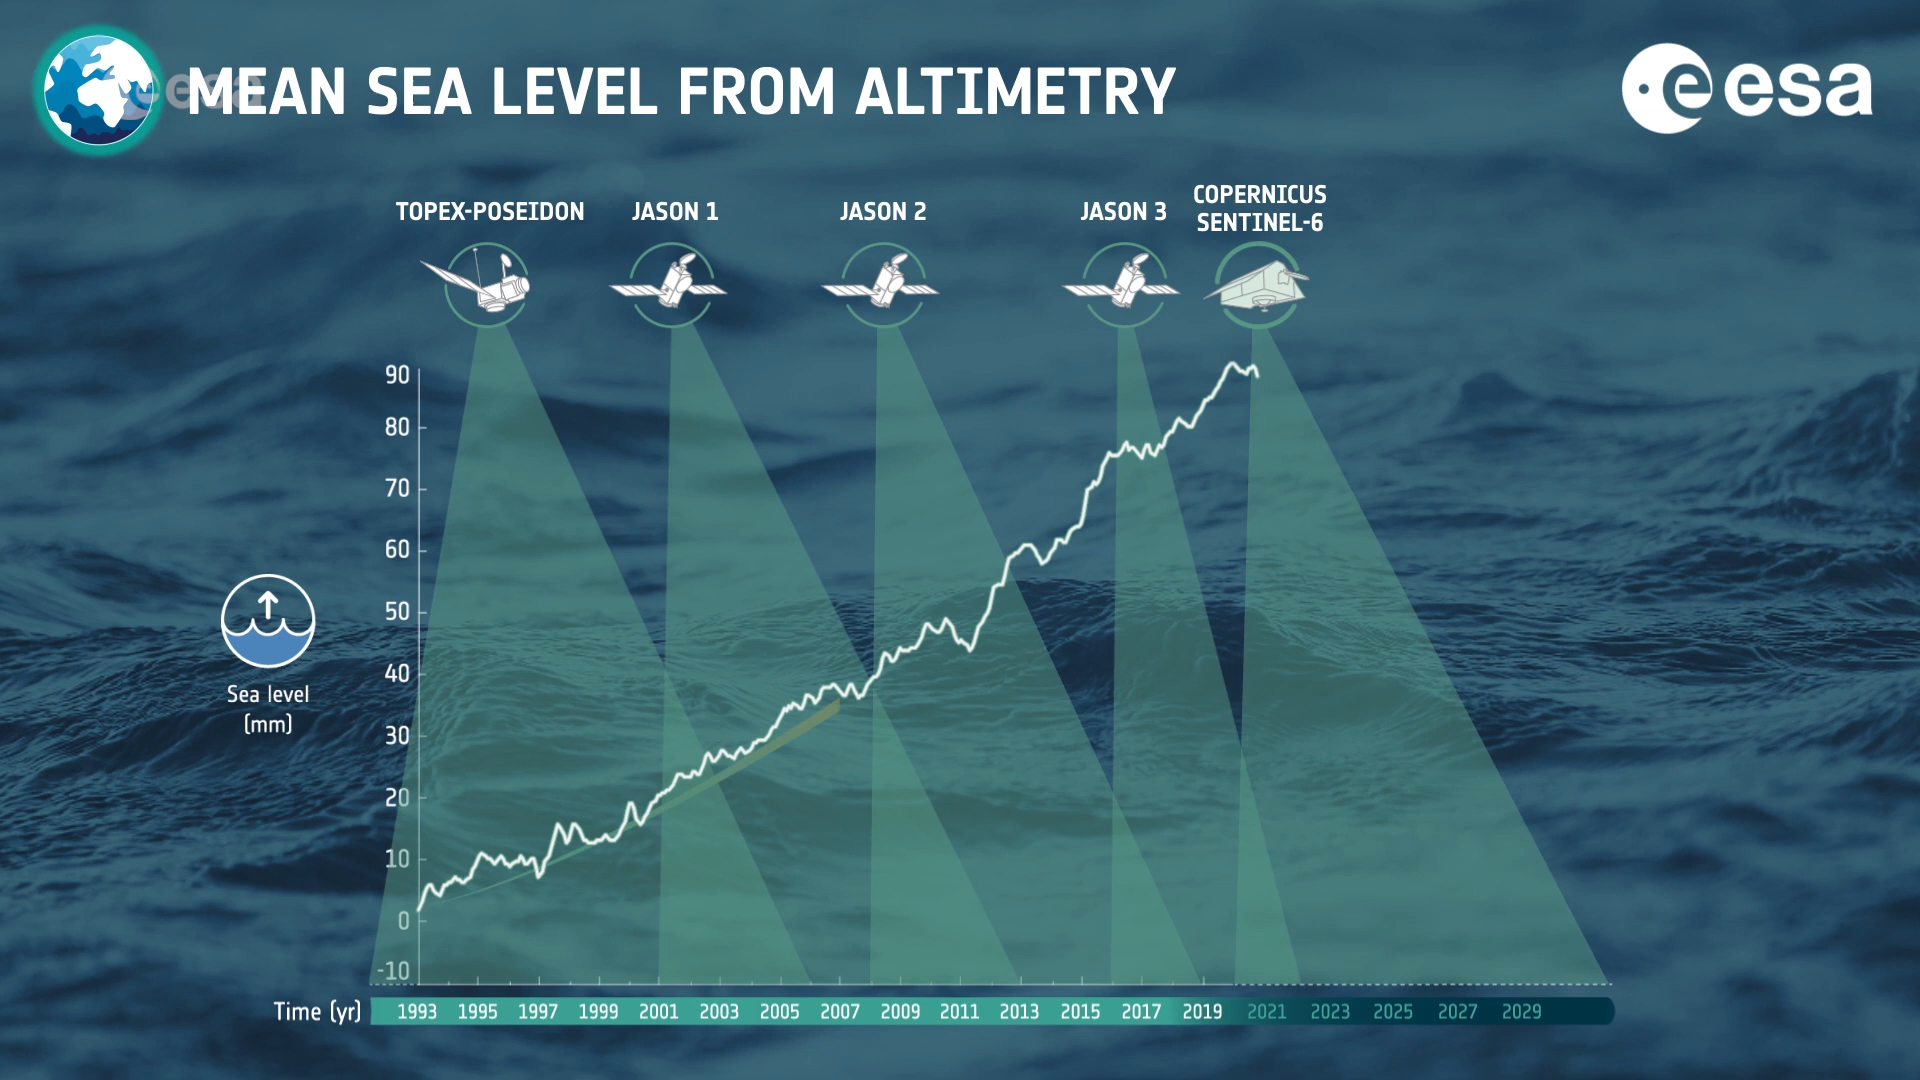 esa
MEAN SEA LEVEL FROM ALTIMETRY
esa
TOPEX-POSEIDON
JASON 1
JASON 2
JASON 3
COPERNICUS
SENTINEL-6
90
80
70
60
50
40
30
20
10
0
-10
Sea level
(mm)
Time (yr)
1993 1995 1997 1999 2001 2003 2005 2007 2009 2011 2013 2015 2017 2019 2021 2023 2025 2027 2029